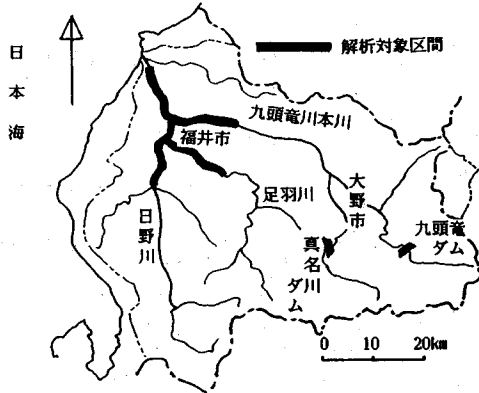 日本海
解析対象区間
九頭竜川本川
福井市
足羽川
大野市
日野川
九頭竜
ダム
真名川
ダム
0 10 20km